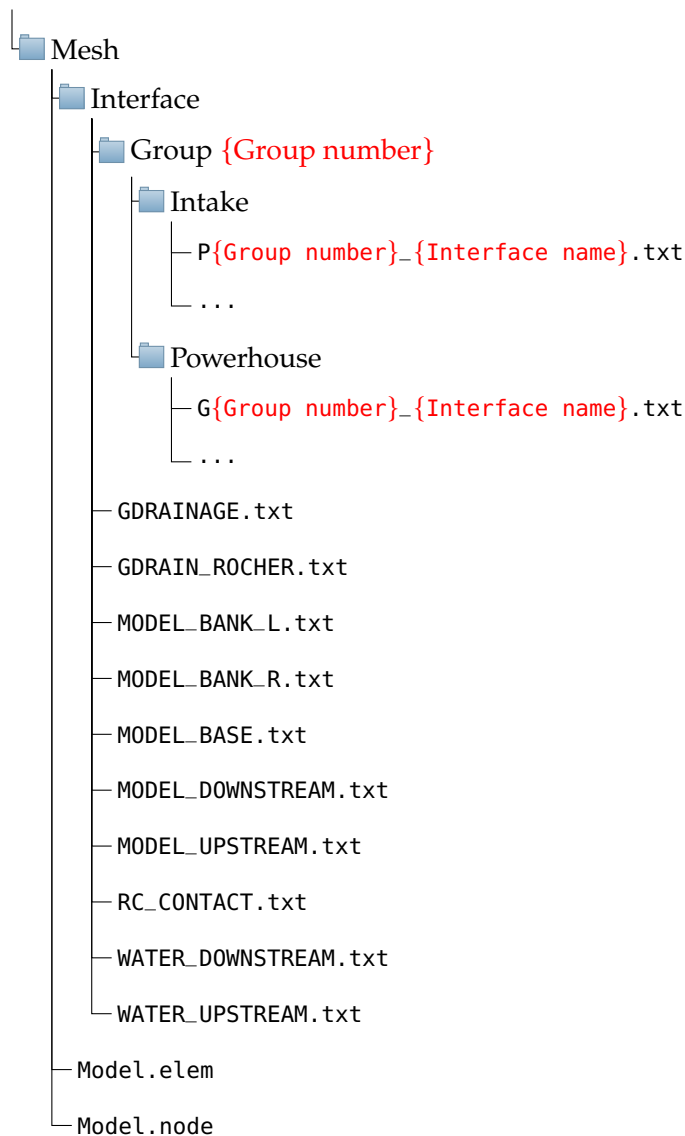 Mesh
Interface
Group {Group number}
Intake
P{Group number}_{Interface name}.txt
...
Powerhouse
G{Group number}_{Interface name}.txt
...
GDRAINAGE.txt
GDRAIN_ROCHER.txt
MODEL_BANK_L.txt
MODEL_BANK_R.txt
MODEL_BASE.txt
MODEL_DOWNSTREAM.txt
MODEL_UPSTREAM.txt
RC_CONTACT.txt
WATER_DOWNSTREAM.txt
WATER_UPSTREAM.txt
Model.elem
Model.node